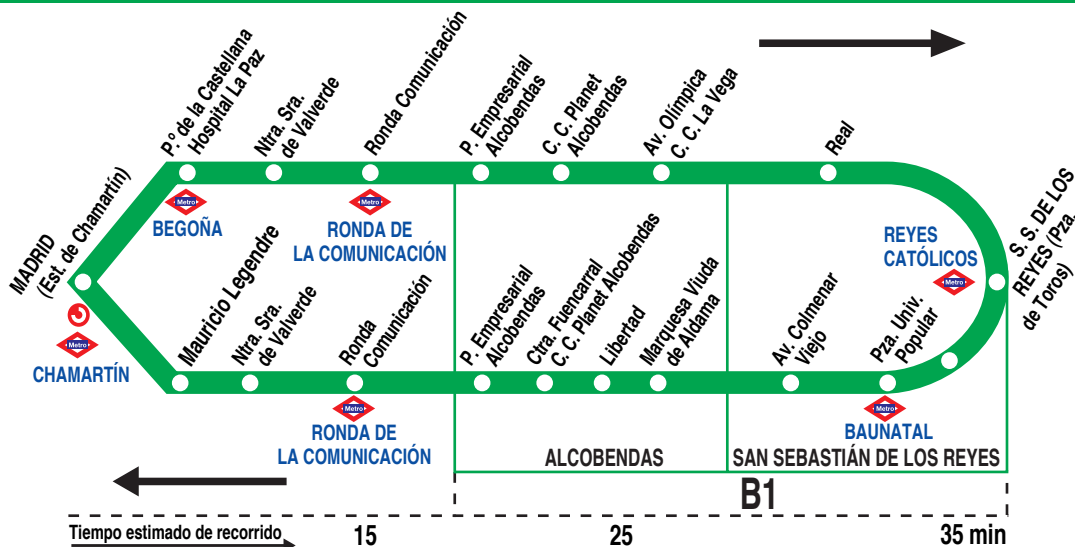 MADRID
(Est. de Chamartín)
Metro
CHAMARTÍN
P.º de la Castellana
Hospital La Paz
Metro
BEGOÑA
Ntra. Sra.
de Valverde
Ronda Comunicación
Metro
RONDA DE
LA COMUNICACIÓN
P. Empresarial
Alcobendas
C. C. Planet
Alcobendas
Av. Olímpica
C. C. La Vega
Real
S. S. DE LOS
REYES (Pza.
de Toros)
REYES
CATÓLICOS
Metro
Mauricio Legendre
Ntra. Sra.
de Valverde
Ronda
Comunicación
Metro
RONDA DE
LA COMUNICACIÓN
P. Empresarial
Alcobendas
Ctra. Fuencarral
C. C. Planet Alcobendas
Libertad
Marquesa Viuda
de Aldama
Av. Colmenar
Viejo
Pza. Univ.
Popular
Metro
BAUNATAL
ALCOBENDAS
SAN SEBASTIÁN DE LOS REYES
B1
Tiempo estimado de recorrido
15
25
35 min